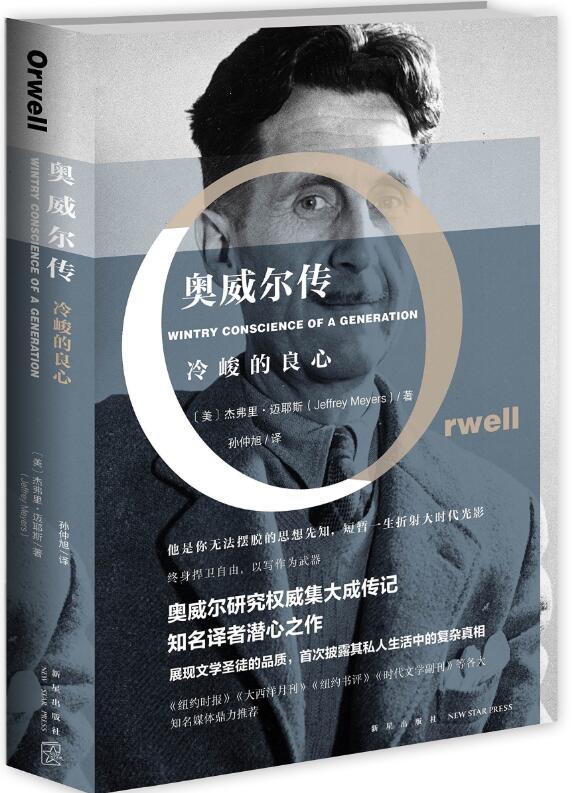 Orwell
奥威尔传
冷峻的良心
WINTRY CONSCIENCE OF A GENERATION
〔美〕杰弗里·迈耶斯/著
(Jeffrey Meyers)
孙仲旭/译
新星出版社
NEW STAR PRESS
奥威尔传
WINTRY CONSCIENCE OF A GENERATION
冷峻的良心
〔美〕杰弗里·迈耶斯(Jeffrey Meyers)/著
孙仲旭/译
Orwell
他是你无法摆脱的思想先知，短暂一生折射大时代光影
终身捍卫自由，以写作为武器
奥威尔研究权威集大成传记
知名译者潜心之作
展现文学圣徒的品质，首次披露其私人生活中的复杂真相
《纽约时报》《大西洋月刊》《纽约书评》《时代文学副刊》等各大
知名媒体鼎力推荐
新星出版社 NEW STAR PRESS